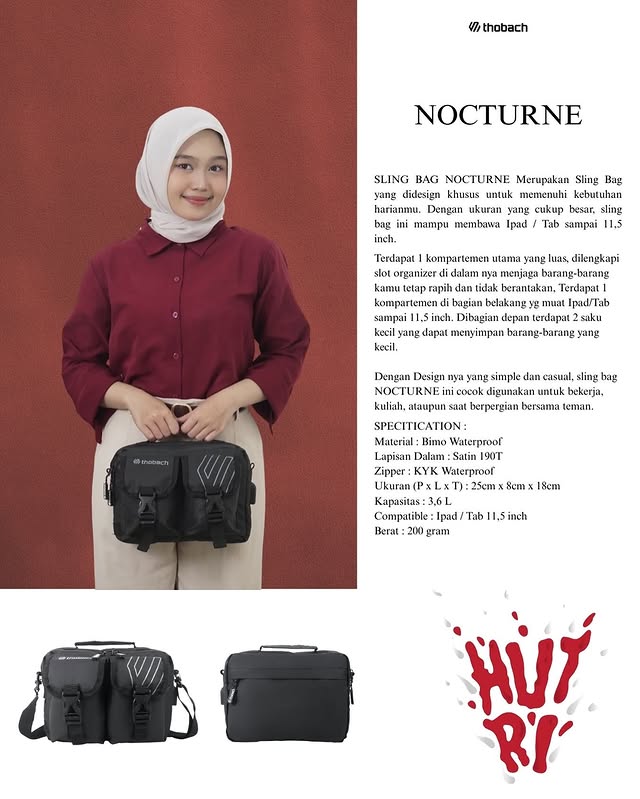 thobach
NOCTURNE
SLING BAG NOCTURNE Merupakan Sling Bag
yang didesign khusus untuk memenuhi kebutuhan
harianmu. Dengan ukuran yang cukup besar, sling
bag ini mampu membawa Ipad / Tab sampai 11,5
inch.
Terdapat 1 kompartemen utama yang luas, dilengkapi
slot organizer di dalam nya menjaga barang-barang
kamu tetap rapih dan tidak berantakan, Terdapat 1
kompartemen di bagian belakang yg muat Ipad/Tab
sampai 11,5 inch. Dibagian depan terdapat 2 saku
kecil yang dapat menyimpan barang-barang yang
kecil.
Dengan Design nya yang simple dan casual, sling bag
NOCTURNE ini cocok digunakan untuk bekerja,
kuliah, ataupun saat berpergian bersama teman.
SPECITICATION :
Material : Bimo Waterproof
Lapisan Dalam : Satin 190T
Zipper : KYK Waterproof
Ukuran (P x L x T) : 25cm x 8cm x 18cm
Kapasitas : 3,6 L
Compatible : Ipad / Tab 11,5 inch
Berat : 200 gram
thobach
thobach
HUT
RI